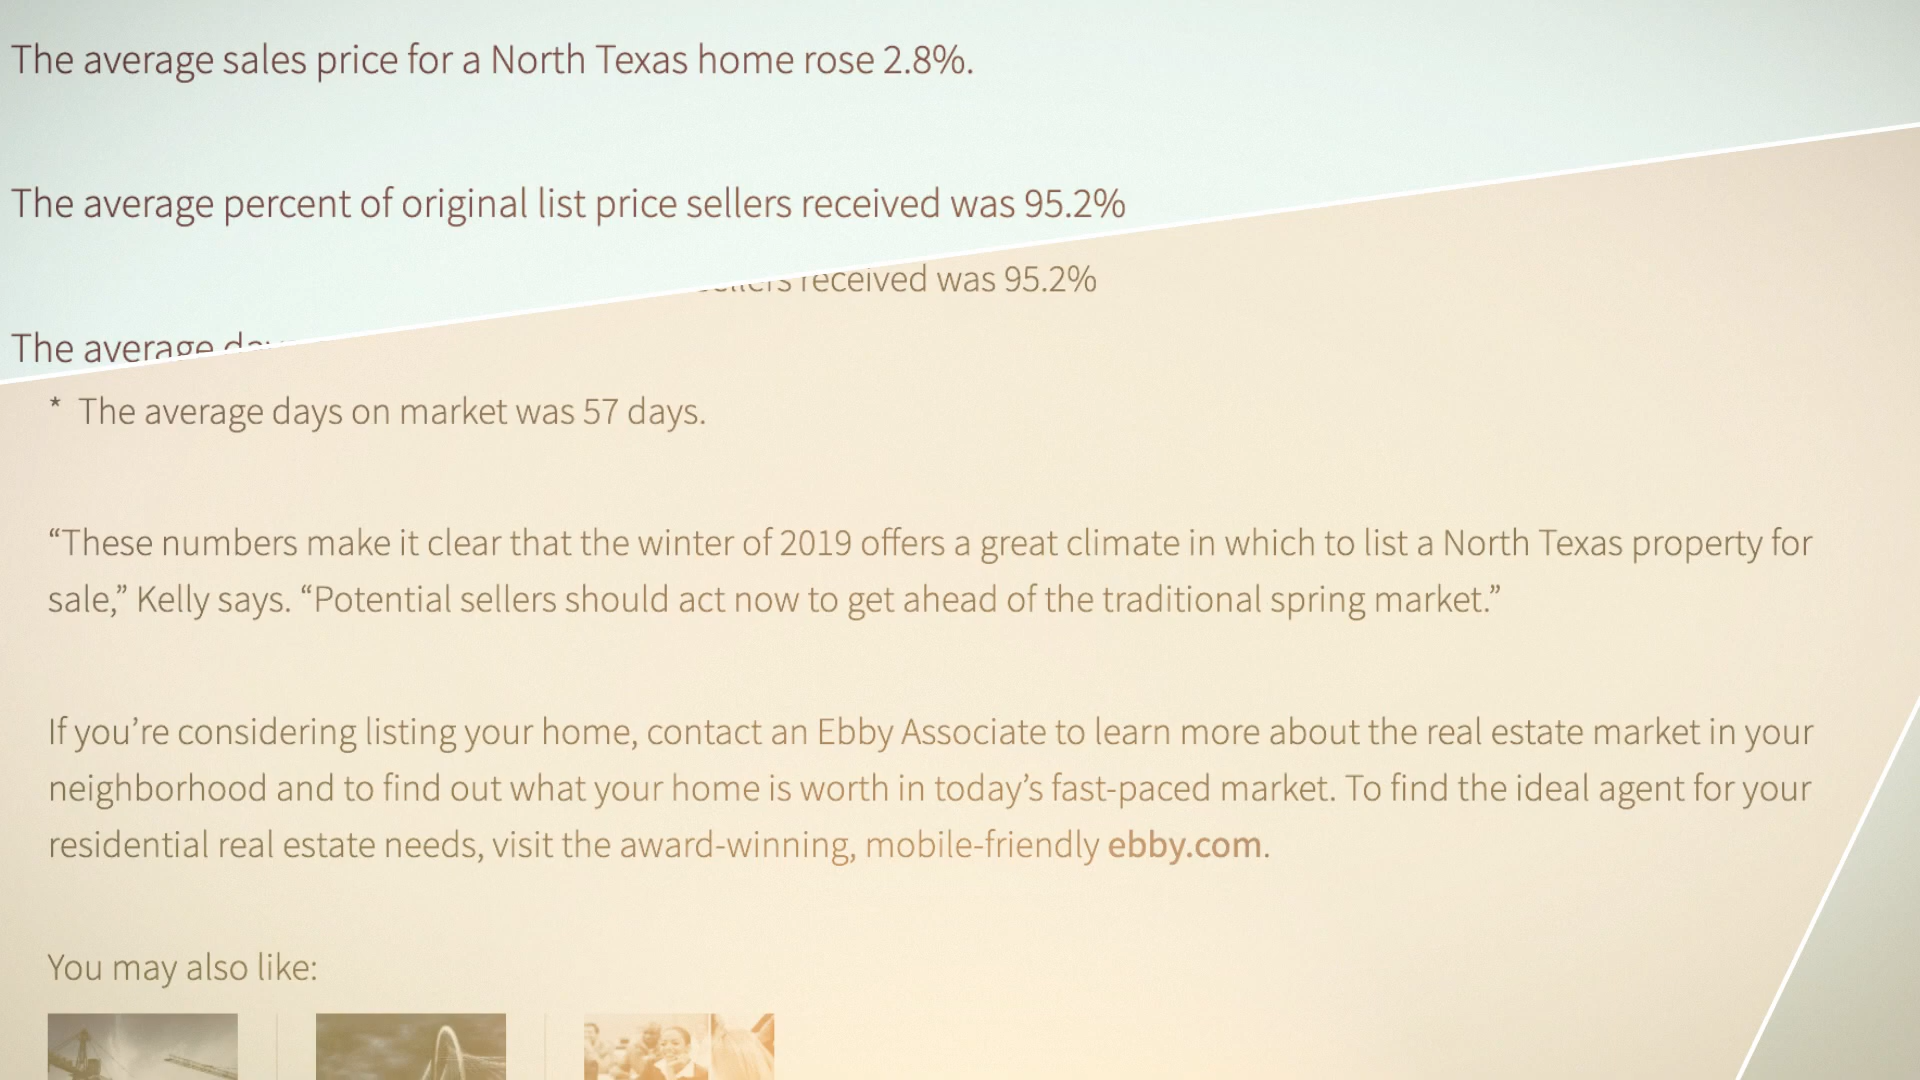 The average sales price for a North Texas home rose 2.8%.
The average percent of original list price sellers received was 95.2%
received was 95.2%
The average
* The average days on market was 57 days.
“These numbers make it clear that the winter of 2019 offers a great climate in which to list a North Texas property for
sale,” Kelly says. “Potential sellers should act now to get ahead of the traditional spring market.”
If you’re considering listing your home, contact an Ebby Associate to learn more about the real estate market in your
neighborhood and to find out what your home is worth in today’s fast-paced market. To find the ideal agent for your
residential real estate needs, visit the award-winning, mobile-friendly ebby.com.
You may also like: